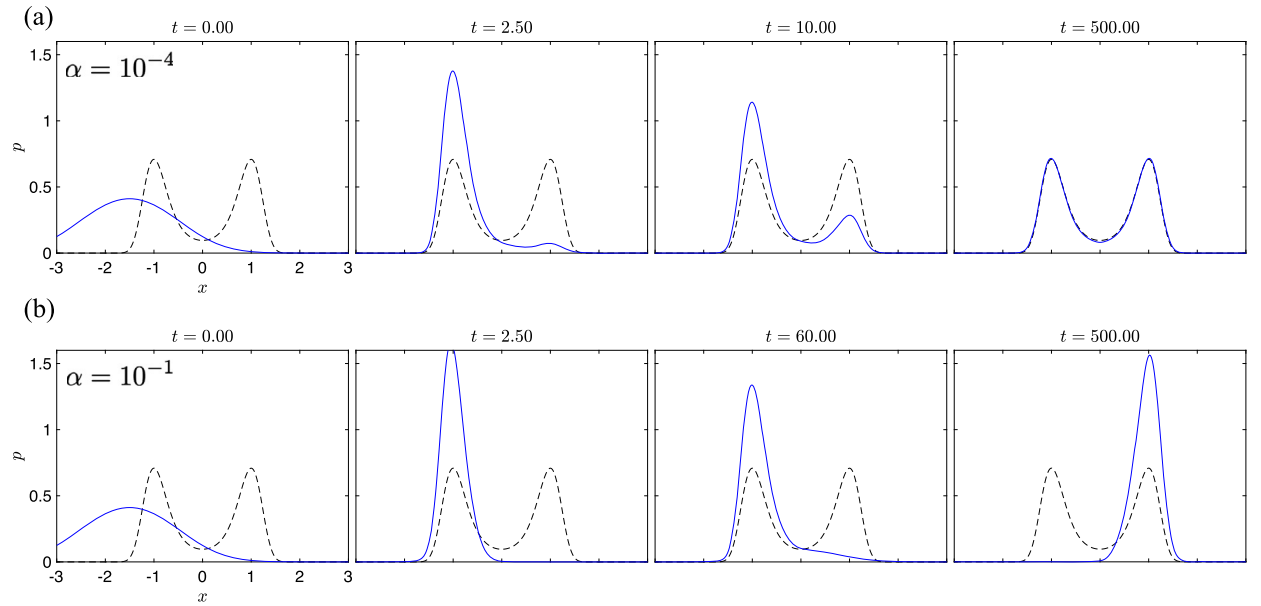 (a)
t = 0.00
t = 2.50
t = 10.00
t = 500.00
1.5
α = 10⁻⁴
1
p
0.5
0
-3 -2 -1 0 1 2 3
x
(b)
t = 0.00
t = 2.50
t = 60.00
t = 500.00
1.5
α = 10⁻¹
1
p
0.5
0
-3 -2 -1 0 1 2 3
x